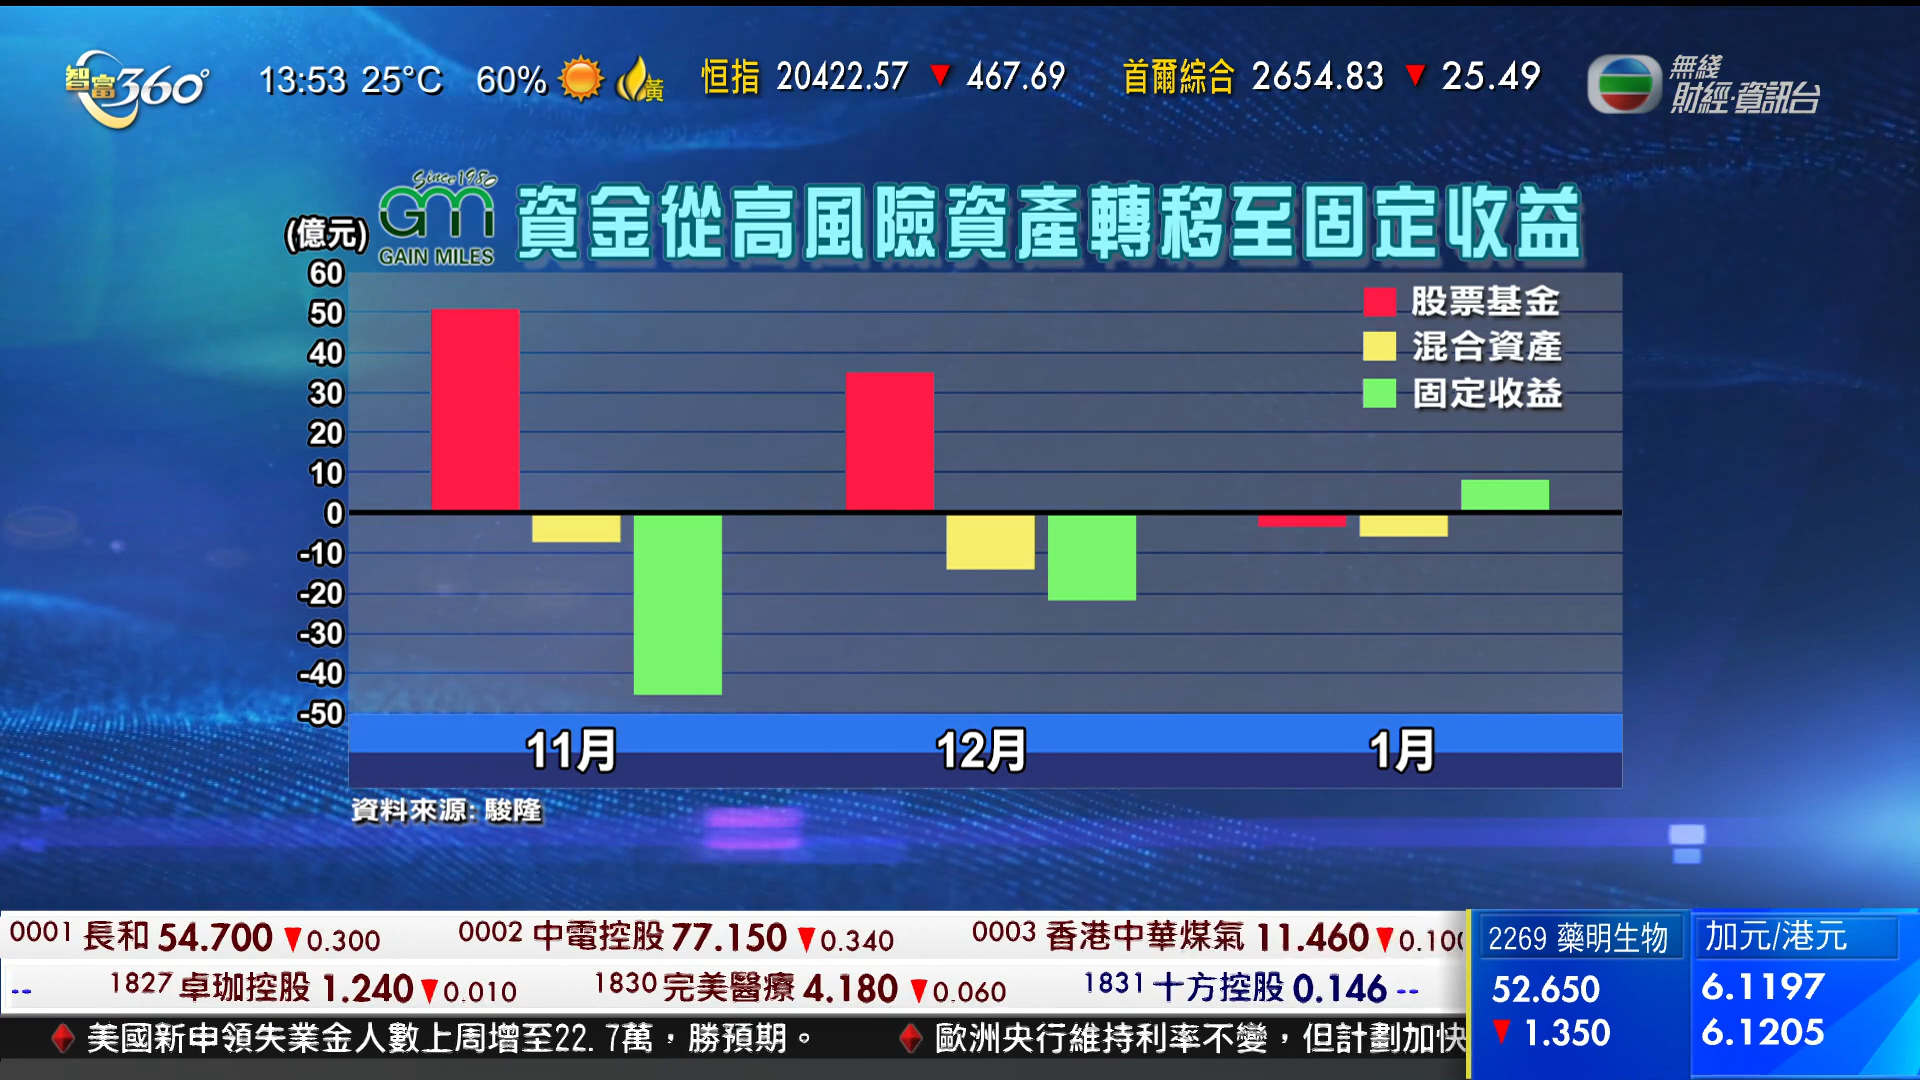 智富360°
13:53 25°C 60% 黃 恒指 20422.57 ▼ 467.69 首爾綜合 2654.83 ▼ 25.49
無綫
財經·資訊台
Since 1980
GM
GAIN MILES
資金從高風險資產轉移至固定收益
(億元)
60
50
40
30
20
10
0
-10
-20
-30
-40
-50
股票基金
混合資產
固定收益
11月 12月 1月
資料來源: 駿隆
0001 長和 54.700 ▼ 0.300 0002 中電控股 77.150 ▼ 0.340 0003 香港中華煤氣 11.460 ▼ 0.100
-- 1827 卓珈控股 1.240 ▼ 0.010 1830 完美醫療 4.180 ▼ 0.060 1831 十方控股 0.146 --
美國新申領失業金人數上周增至22.7萬，勝預期。 歐洲央行維持利率不變，但計劃加快
2269 藥明生物
52.650
▼ 1.350
加元/港元
6.1197
6.1205